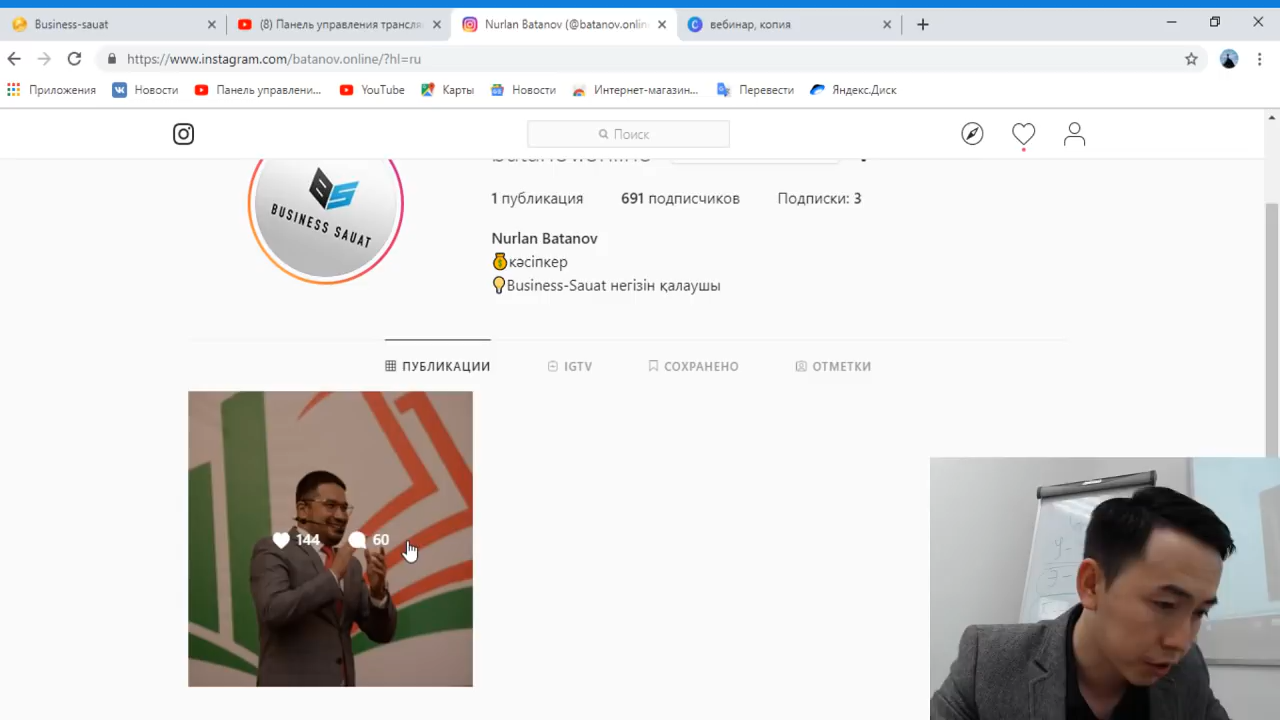 Business-sauat
(8) Панель управления трансля
Nurlan Batanov (@batanov.onlin
вебинар, копия
https://www.instagram.com/batanov.online/?hl=ru
Приложения
Новости
Панель управлени...
YouTube
Карты
Новости
Интернет-магазин...
Перевести
Яндекс.Диск
Поиск
BS
BUSINESS SAUAT
1 публикация
691 подписчиков
Подписки: 3
Nurlan Batanov
кәсіпкер
Business-Sauat негізін қалаушы
ПУБЛИКАЦИИ
IGTV
СОХРАНЕНО
ОТМЕТКИ
144
60